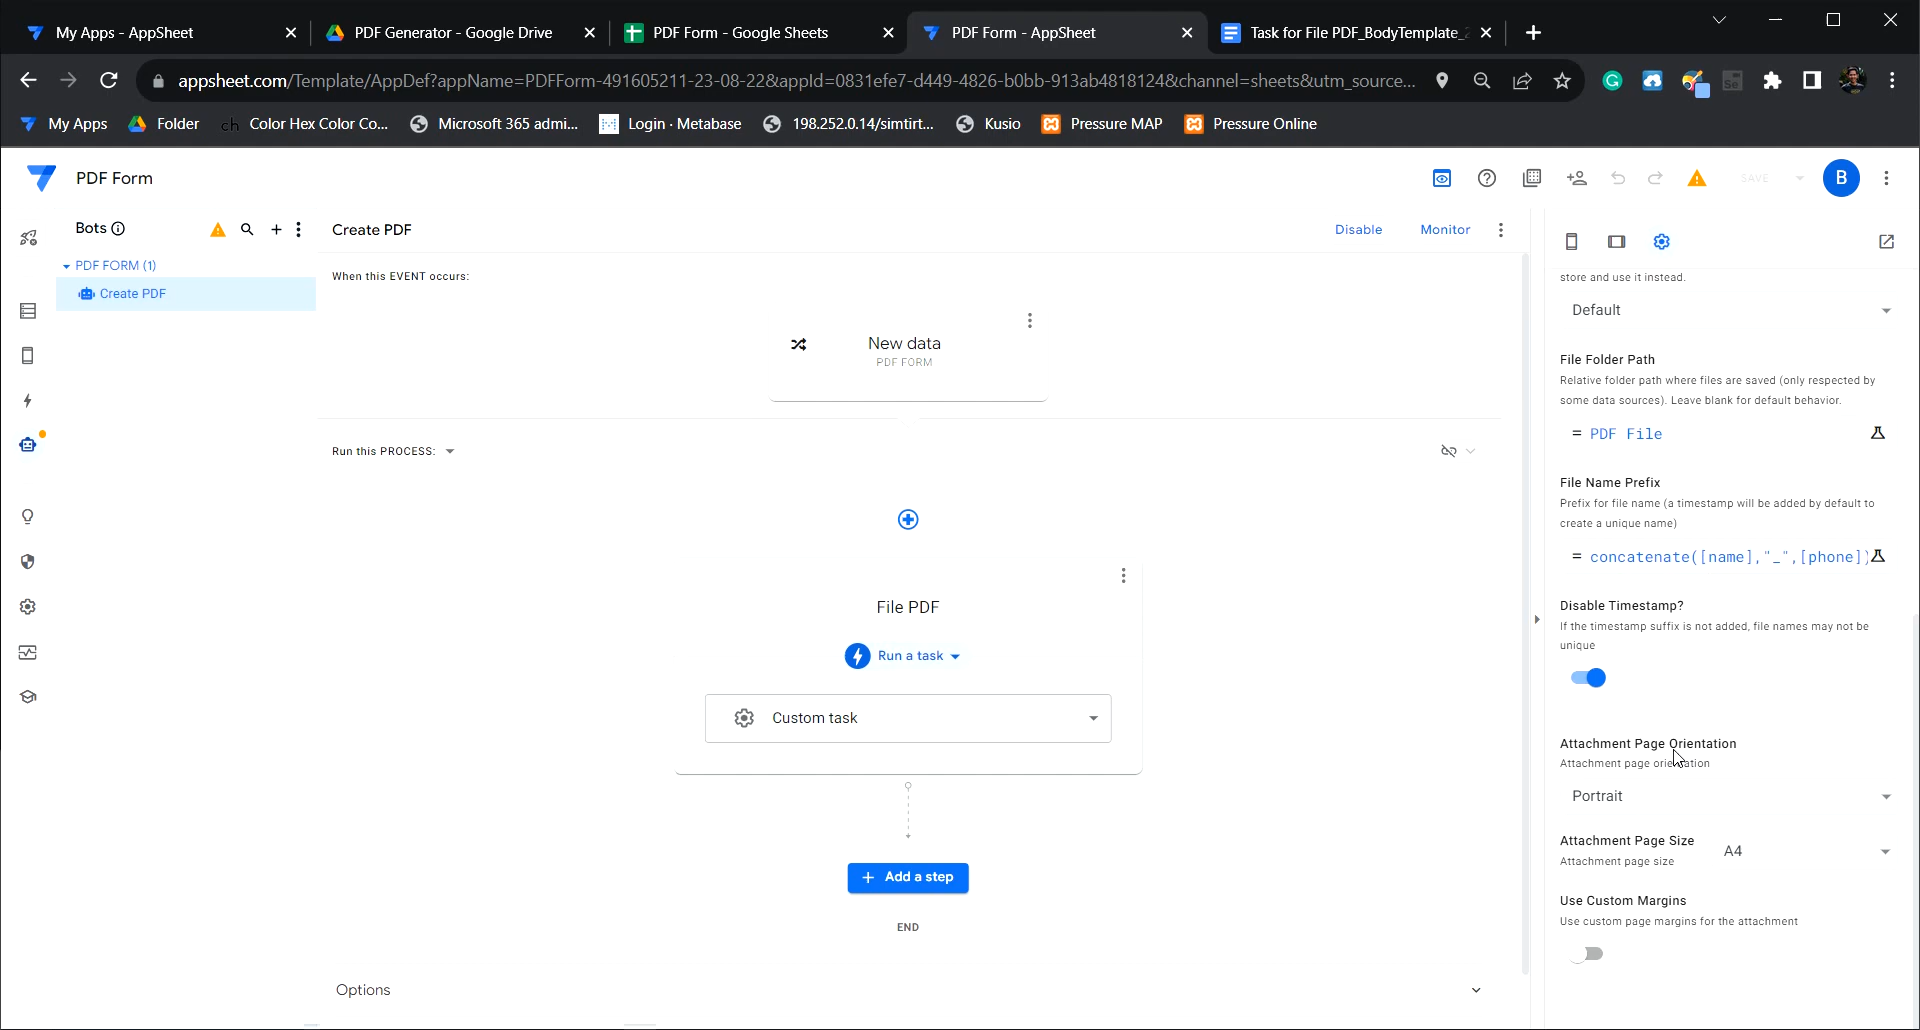 My Apps - AppSheet
PDF Generator - Google Drive
PDF Form - Google Sheets
PDF Form - AppSheet
Task for File PDF_BodyTemplate_
appsheet.com/Template/AppDef?appName=PDFForm-491605211-23-08-22&appId=0831efe7-d449-4826-b0bb-913ab4818124&channel=sheets&utm_source...
My Apps
Folder
ch Color Hex Color Co...
Microsoft 365 admi...
Login · Metabase
198.252.0.14/simtirt...
Kusio
Pressure MAP
Pressure Online
PDF Form
SAVE
B
Bots
Create PDF
Disable
Monitor
PDF FORM (1)
Create PDF
When this EVENT occurs:
New data
PDF FORM
Run this PROCESS:
File PDF
Run a task
Custom task
+ Add a step
END
Options
store and use it instead.
Default
File Folder Path
Relative folder path where files are saved (only respected by
some data sources). Leave blank for default behavior.
= PDF File
File Name Prefix
Prefix for file name (a timestamp will be added by default to
create a unique name)
= concatenate([name],"_",[phone])
Disable Timestamp?
If the timestamp suffix is not added, file names may not be
unique
Attachment Page Orientation
Attachment page orientation
Portrait
Attachment Page Size
Attachment page size
A4
Use Custom Margins
Use custom page margins for the attachment